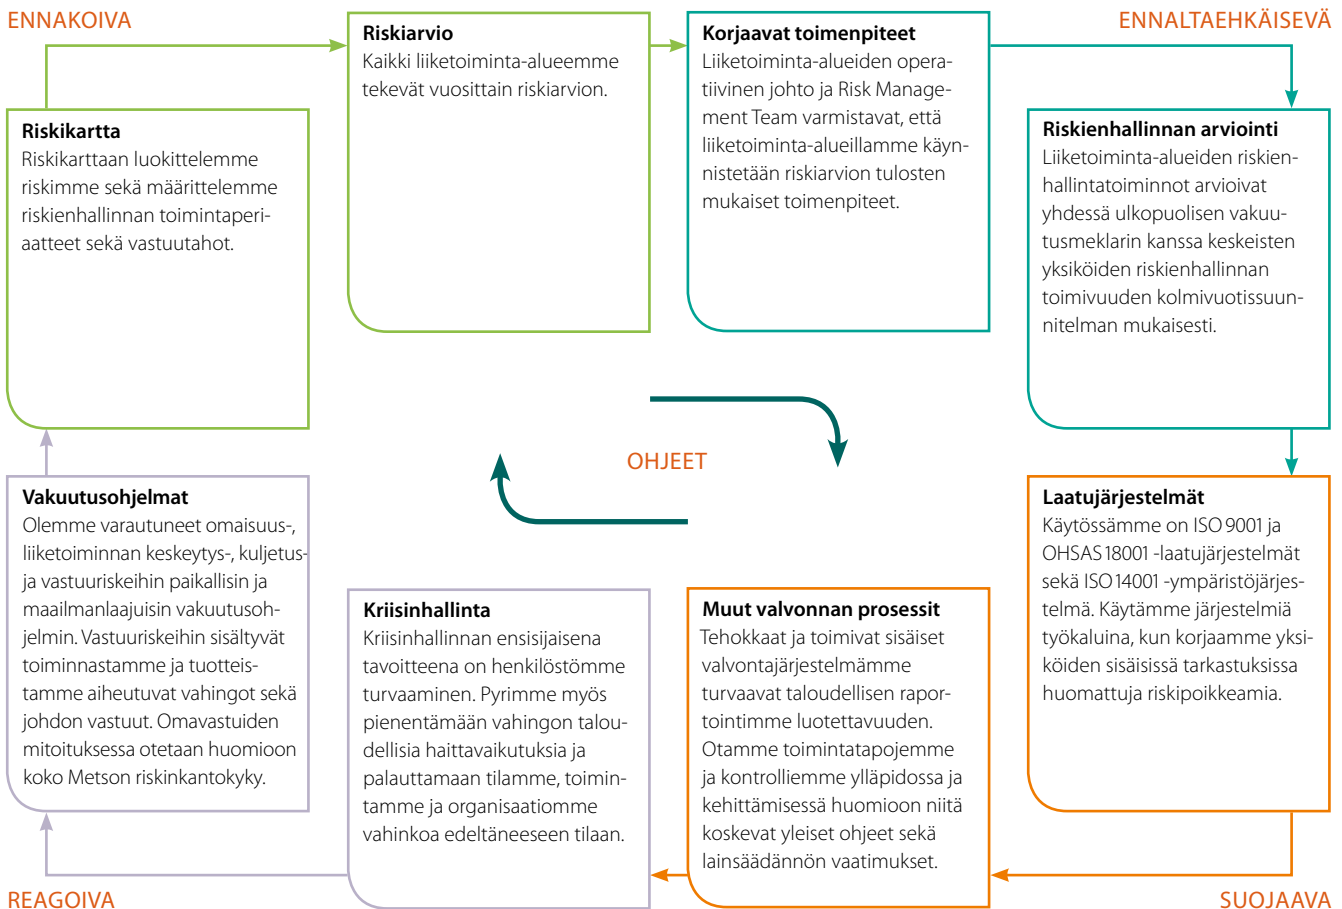 ENNAKOIVA
ENNALTAEHKÄISEVÄ
Riskikartta
Riskikarttaan luokittelemme
riskimme sekä määrittelemme
riskienhallinnan toimintaperi-
aatteet sekä vastuutahot.
Riskiarvio
Kaikki liiketoiminta-alueemme
tekevät vuosittain riskiarvion.
Korjaavat toimenpiteet
Liiketoiminta-alueiden opera-
tiivinen johto ja Risk Manage-
ment Team varmistavat, että
liiketoiminta-alueillamme käyn-
nistetään riskiarvion tulosten
mukaiset toimenpiteet.
Riskienhallinnan arviointi
Liiketoiminta-alueiden riskien-
hallintatoiminnot arvioivat
yhdessä ulkopuolisen vakuu-
tusmeklarin kanssa keskeisten
yksiköiden riskienhallinnan
toimivuuden kolmivuotissuun-
nitelman mukaisesti.
OHJEET
Laatujärjestelmät
Käytössämme on ISO 9001 ja
OHSAS 18001 -laatujärjestelmät
sekä ISO 14001 -ympäristöjärjes-
telmä. Käytämme järjestelmiä
työkaluina, kun korjaamme yksi-
köiden sisäisissä tarkastuksissa
huomattuja riskipoikkeamia.
Muut valvonnan prosessit
Tehokkaat ja toimivat sisäiset
valvontajärjestelmämme
turvaavat taloudellisen rapor-
tointimme luotettavuuden.
Otamme toimintatapojemme
ja kontrolliemme ylläpidossa ja
kehittämisessä huomioon niitä
koskevat yleiset ohjeet sekä
lainsäädännön vaatimukset.
Kriisinhallinta
Kriisinhallinnan ensisijaisena
tavoitteena on henkilöstömme
turvaaminen. Pyrimme myös
pienentämään vahingon talou-
dellisia haittavaikutuksia ja
palauttamaan tilamme, toimin-
tamme ja organisaatiomme
vahinkoa edeltäneeseen tilaan.
Vakuutusohjelmat
Olemme varautuneet omaisuus-,
liiketoiminnan keskeytys-, kuljetus-
ja vastuuriskeihin paikallisin ja
maailmanlaajuisin vakuutusoh-
jelmin. Vastuuriskeihin sisältyvät
toiminnastamme ja tuotteis-
tamme aiheutuvat vahingot sekä
johdon vastuut. Omavastuiden
mitoituksessa otetaan huomioon
koko Metson riskinkantokyky.
REAGOIVA
SUOJAAVA